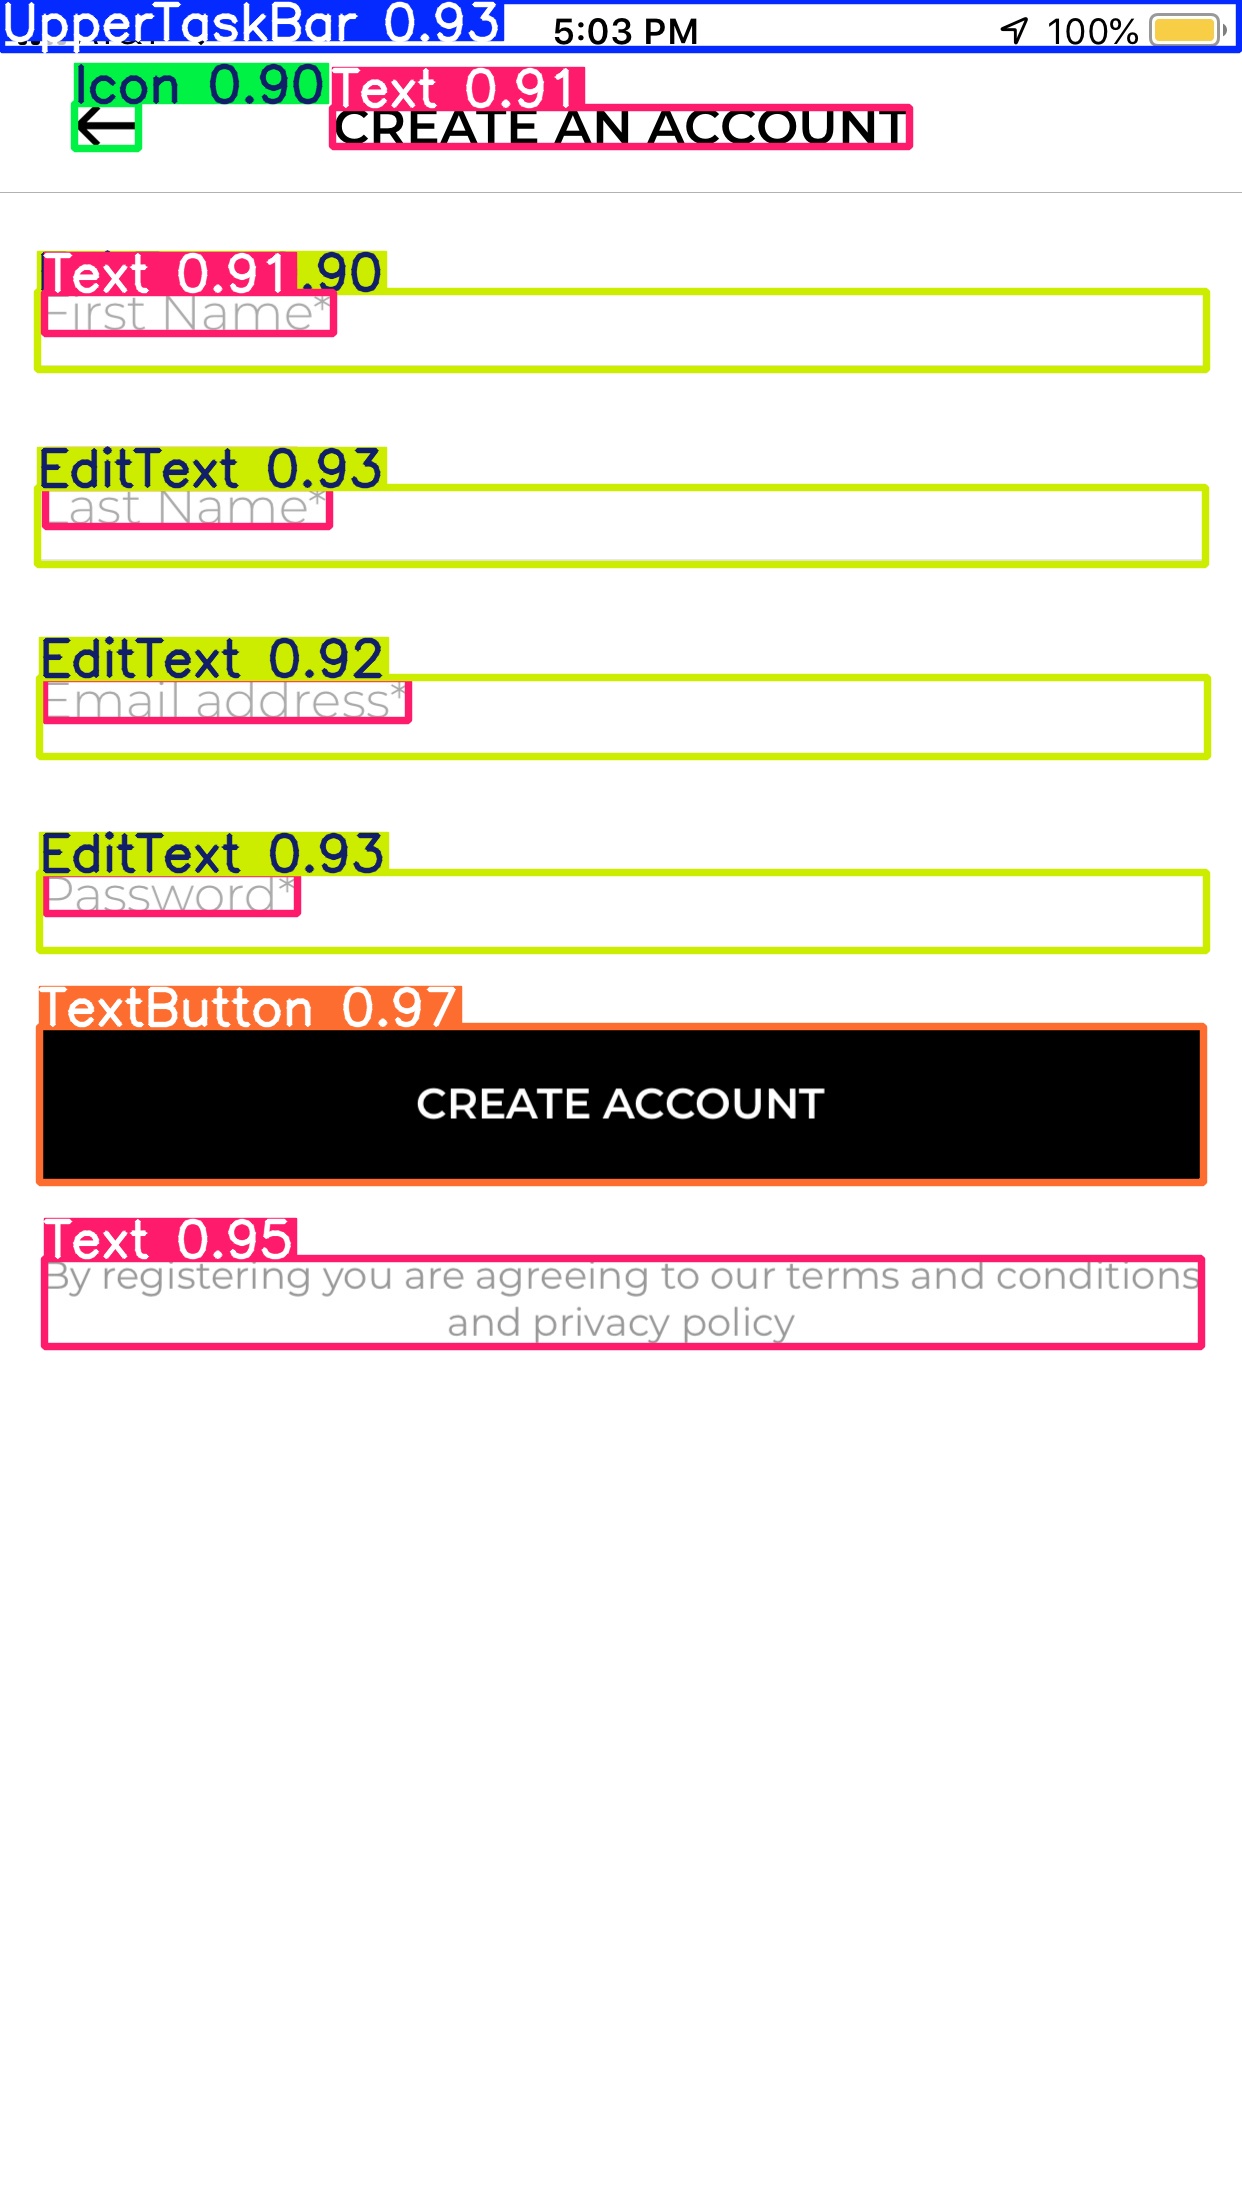 UpperTaskBar 0.93
5:03 PM
100%
Icon 0.90
Text 0.91
CREATE AN ACCOUNT
Text 0.91
.90
First Name*
EditText 0.93
Last Name*
EditText 0.92
Email address*
EditText 0.93
Password*
TextButton 0.97
CREATE ACCOUNT
Text 0.95
By registering you are agreeing to our terms and conditions
and privacy policy